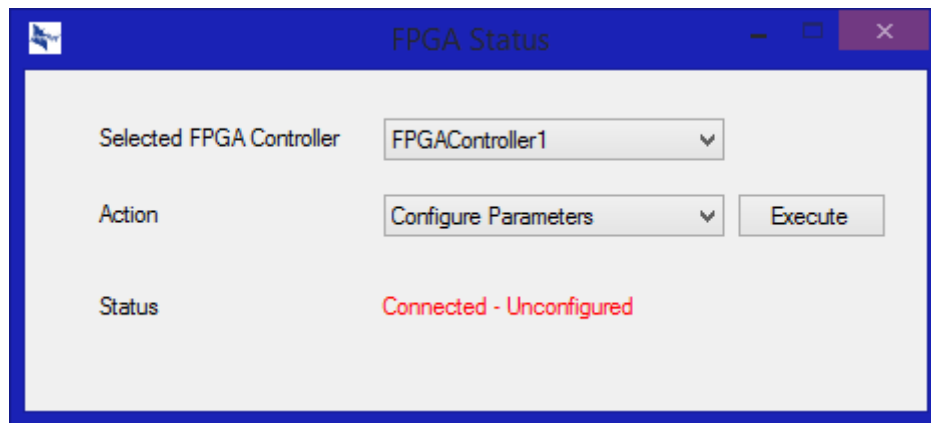 FPGA Status
Selected FPGA Controller FPGAController1
Action Configure Parameters Execute
Status Connected - Unconfigured